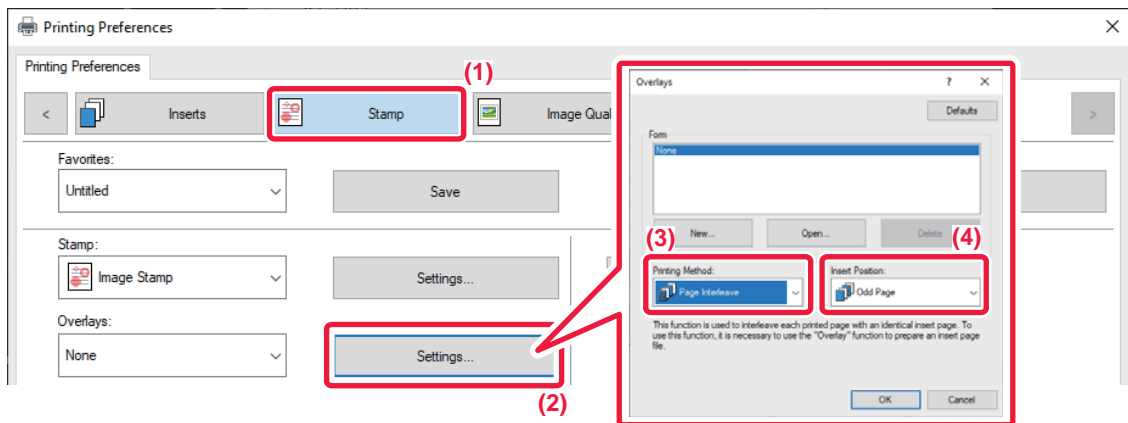 Printing Preferences
Printing Preferences
(1)
<
Inserts
Stamp
Image Qual
>
Favorites:
Untitled
Save
Stamp:
Image Stamp
Settings...
Overlays:
None
Settings...
(2)
Overlays
?
Defaults
Form
None
New...
Open...
Delete
(3)
(4)
Printing Method:
Insert Position:
Page Interleave
Odd Page
This function is used to interleave each printed page with an identical insert page. To
use this function, it is necessary to use the "Overlay" function to prepare an insert page
file.
OK
Cancel